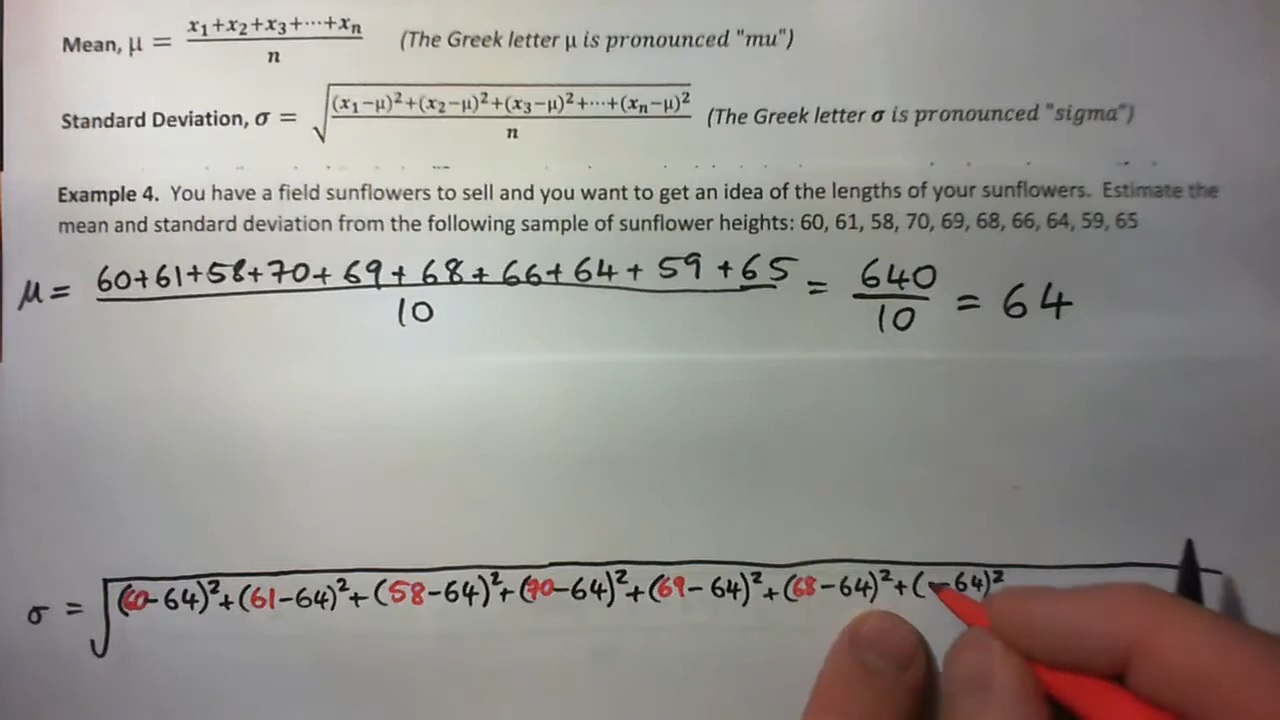 Mean, μ = x₁+x₂+x₃+⋯+xₙ / n (The Greek letter μ is pronounced "mu")
Standard Deviation, σ = √((x₁−μ)²+(x₂−μ)²+(x₃−μ)²+⋯+(xₙ−μ)² / n) (The Greek letter σ is pronounced "sigma")
Example 4. You have a field sunflowers to sell and you want to get an idea of the lengths of your sunflowers. Estimate the
mean and standard deviation from the following sample of sunflower heights: 60, 61, 58, 70, 69, 68, 66, 64, 59, 65
μ = 60+61+58+70+69+68+66+64+59+65 / 10 = 640 / 10 = 64
σ = √(60-64)²+(61-64)²+(58-64)²+(70-64)²+(69-64)²+(68-64)²+( -64)²